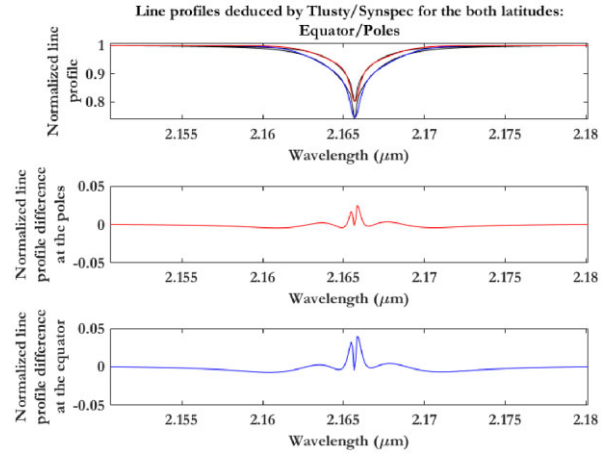 Line profiles deduced by Tlusty/Synspec for the both latitudes:
Equator/Poles
Normalized line
profile
1
0.9
0.8
2.155 2.16 2.165 2.17 2.175 2.18
Wavelength (μm)
Normalized line
profile difference
at the poles
0.05
0
-0.05
2.155 2.16 2.165 2.17 2.175 2.18
Wavelength (μm)
Normalized line
profile difference
at the equator
0.05
0
-0.05
2.155 2.16 2.165 2.17 2.175 2.18
Wavelength (μm)